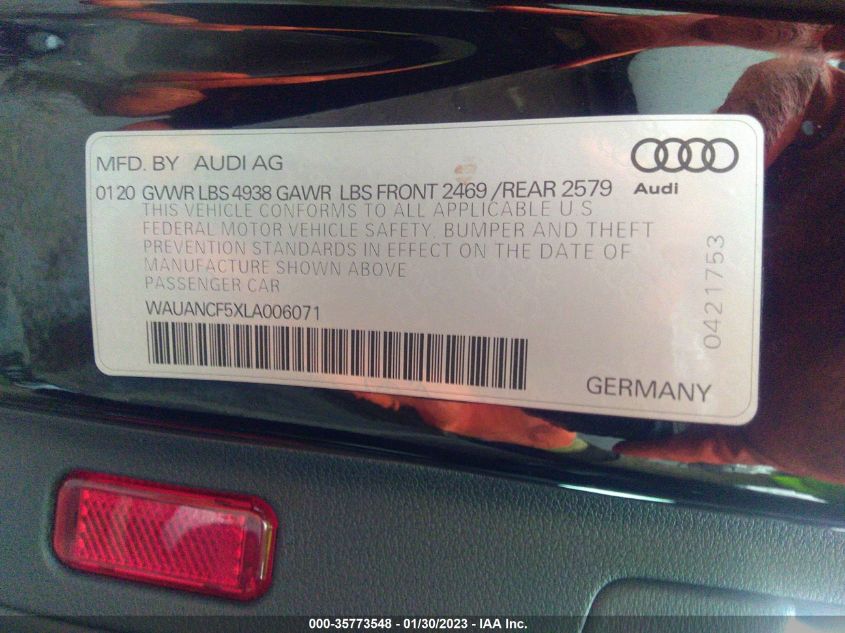 MFD. BY AUDI AG
Audi
0120 GVWR LBS 4938 GAWR LBS FRONT 2469 /REAR 2579
THIS VEHICLE CONFORMS TO ALL APPLICABLE U S
FEDERAL MOTOR VEHICLE SAFETY, BUMPER AND THEFT
PREVENTION STANDARDS IN EFFECT ON THE DATE OF
MANUFACTURE SHOWN ABOVE
PASSENGER CAR
WAUANCF5XLA006071
0421753
GERMANY
000-35773548 - 01/30/2023 - IAA Inc.